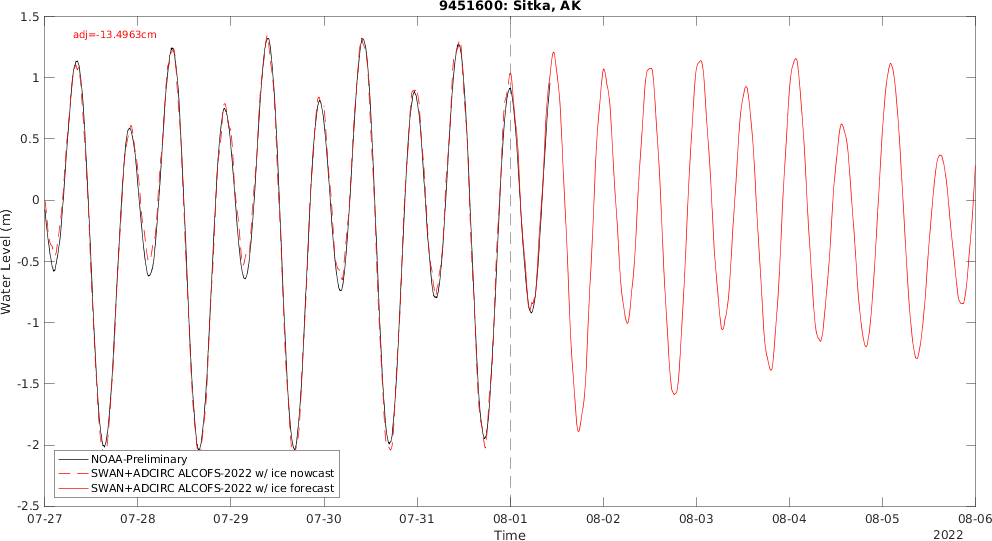 9451600: Sitka, AK
adj=-13.4963cm
1.5
1
0.5
0
-0.5
-1
-1.5
-2
-2.5
Water Level (m)
NOAA-Preliminary
SWAN+ADCIRC ALCOFS-2022 w/ ice nowcast
SWAN+ADCIRC ALCOFS-2022 w/ ice forecast
07-27 07-28 07-29 07-30 07-31 08-01 08-02 08-03 08-04 08-05 08-06
Time
2022